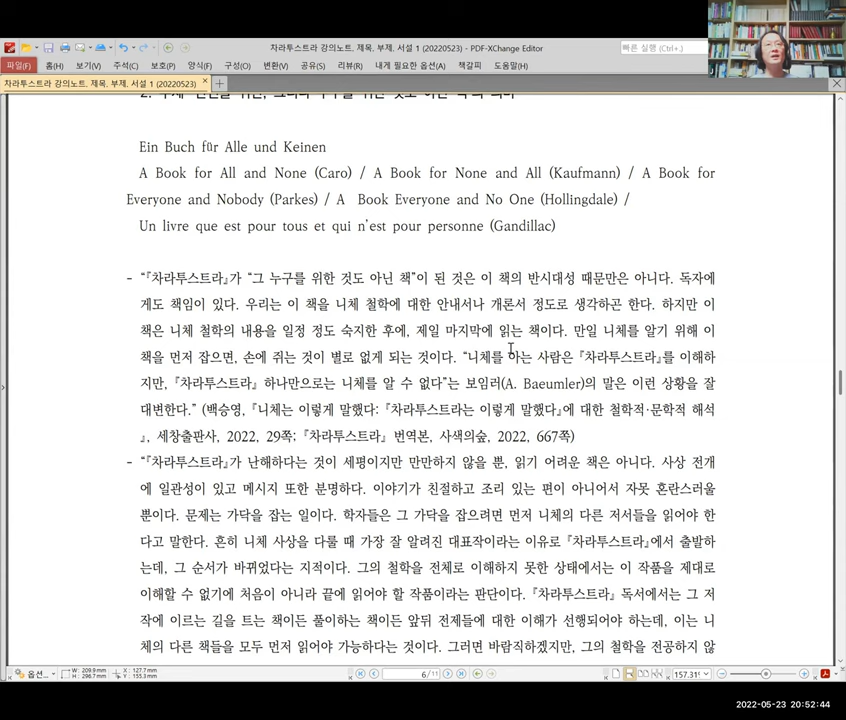 차라투스트라 강의노트. 제목. 부제. 서설 1 (20220523) - PDF-XChange Editor
빠른 실행 (Ctrl+.)
파일(F) 홈(H) 보기(V) 주석(C) 보호(P) 양식(F) 구성(O) 변환(V) 공유(S) 리뷰(R) 내게 필요한 옵션(A) 책갈피 도움말(H)
차라투스트라 강의노트. 제목. 부제. 서설 1 (20220523)
Ein Buch für Alle und Keinen
A Book for All and None (Caro) / A Book for None and All (Kaufmann) / A Book for
Everyone and Nobody (Parkes) / A Book Everyone and No One (Hollingdale) /
Un livre que est pour tous et qui n'est pour personne (Gandillac)
- “『차라투스트라』가 “그 누구를 위한 것도 아닌 책”이 된 것은 이 책의 반시대성 때문만은 아니다. 독자에
게도 책임이 있다. 우리는 이 책을 니체 철학에 대한 안내서나 개론서 정도로 생각하곤 한다. 하지만 이
책은 니체 철학의 내용을 일정 정도 숙지한 후에, 제일 마지막에 읽는 책이다. 만일 니체를 알기 위해 이
책을 먼저 잡으면, 손에 쥐는 것이 별로 없게 되는 것이다. “니체를 아는 사람은 『차라투스트라』를 이해하
지만, 『차라투스트라』 하나만으로는 니체를 알 수 없다”는 보임러(A. Baeumler)의 말은 이런 상황을 잘
대변한다.” (백승영, 『니체는 이렇게 말했다: 『차라투스트라는 이렇게 말했다』에 대한 철학적·문학적 해석
』, 세창출판사, 2022, 29쪽; 『차라투스트라』 번역본, 사색의숲, 2022, 667쪽)
- “『차라투스트라』가 난해하다는 것이 세평이지만 만만하지 않을 뿐, 읽기 어려운 책은 아니다. 사상 전개
에 일관성이 있고 메시지 또한 분명하다. 이야기가 친절하고 조리 있는 편이 아니어서 자못 혼란스러울
뿐이다. 문제는 가닥을 잡는 일이다. 학자들은 그 가닥을 잡으려면 먼저 니체의 다른 저서들을 읽어야 한
다고 말한다. 흔히 니체 사상을 다룰 때 가장 잘 알려진 대표작이라는 이유로 『차라투스트라』에서 출발하
는데, 그 순서가 바뀌었다는 지적이다. 그의 철학을 전체로 이해하지 못한 상태에서는 이 작품을 제대로
이해할 수 없기에 처음이 아니라 끝에 읽어야 할 작품이라는 판단이다. 『차라투스트라』 독서에서는 그 저
작에 이르는 길을 트는 책이든 풀이하는 책이든 앞뒤 전제들에 대한 이해가 선행되어야 하는데, 이는 니
체의 다른 책들을 모두 먼저 읽어야 가능하다는 것이다. 그러면 바람직하겠지만, 그의 철학을 전공하지 않
옵션... W: 209.9 mm X: 127.7 mm
H: 296.7 mm Y: 155.3 mm
6 / 11
157.31%
2022-05-23 20:52:44